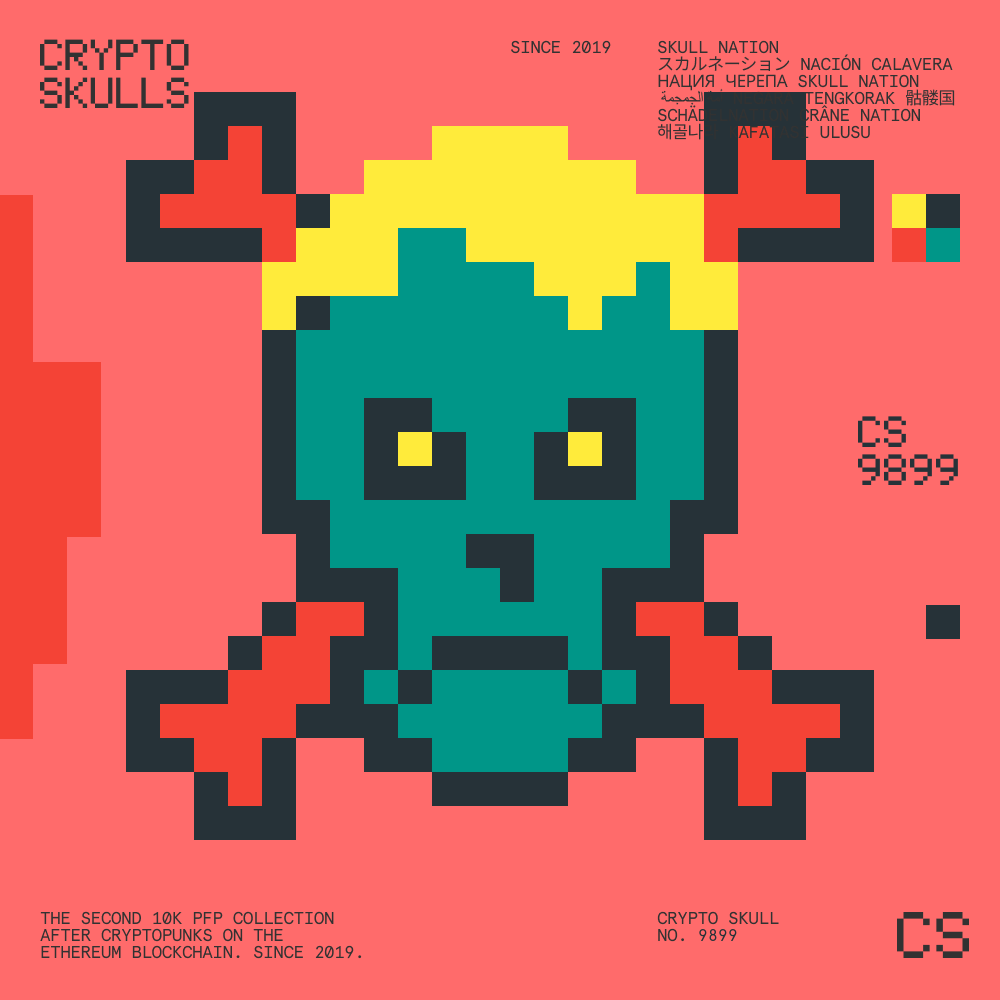 CRYPTO
SKULLS
SINCE 2019
SKULL NATION
スカルネーション NACIÓN CALAVERA
НАЦИЯ ЧЕРЕПА SKULL NATION
TENGKORAK 骷髅国
CRÂNE NATION
해골 ULUSU
CS
9899
THE SECOND 10K PFP COLLECTION
AFTER CRYPTOPUNKS ON THE
ETHEREUM BLOCKCHAIN. SINCE 2019.
CRYPTO SKULL
NO. 9899
CS